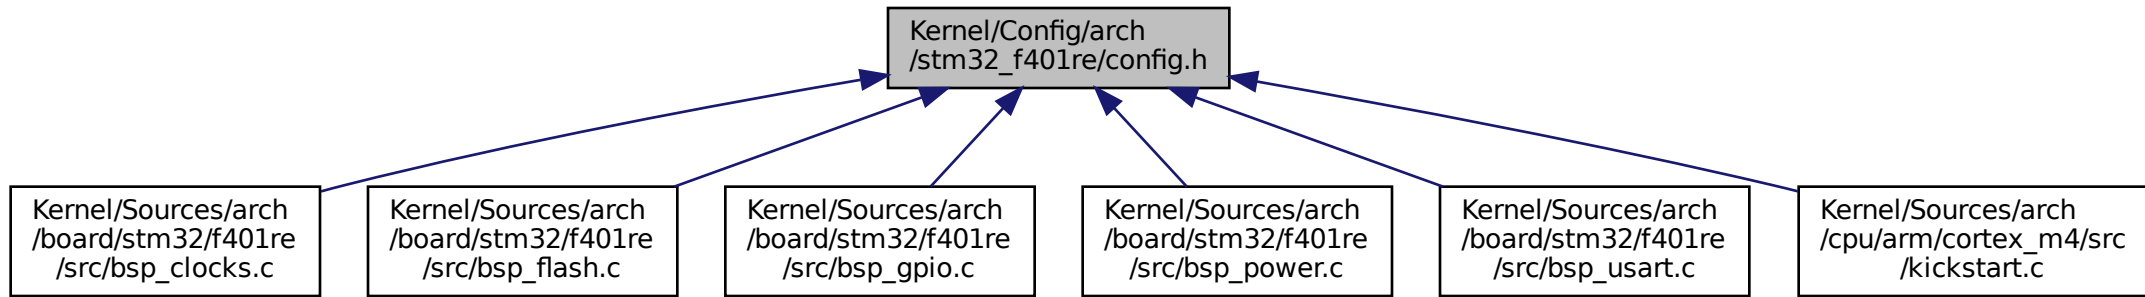 Kernel/Config/arch
/stm32_f401re/config.h
Kernel/Sources/arch
/board/stm32/f401re
/src/bsp_clocks.c
Kernel/Sources/arch
/board/stm32/f401re
/src/bsp_flash.c
Kernel/Sources/arch
/board/stm32/f401re
/src/bsp_gpio.c
Kernel/Sources/arch
/board/stm32/f401re
/src/bsp_power.c
Kernel/Sources/arch
/board/stm32/f401re
/src/bsp_usart.c
Kernel/Sources/arch
/cpu/arm/cortex_m4/src
/kickstart.c